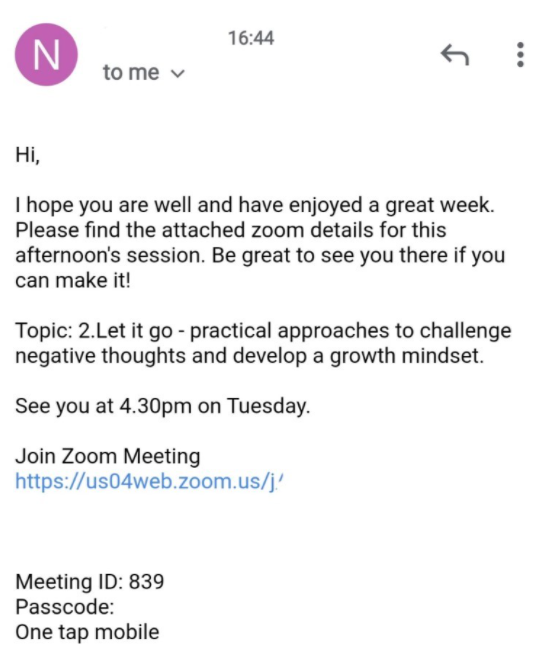 N
16:44
to me
Hi,
I hope you are well and have enjoyed a great week.
Please find the attached zoom details for this
afternoon's session. Be great to see you there if you
can make it!
Topic: 2.Let it go - practical approaches to challenge
negative thoughts and develop a growth mindset.
See you at 4.30pm on Tuesday.
Join Zoom Meeting
https://us04web.zoom.us/j
Meeting ID: 839
Passcode:
One tap mobile